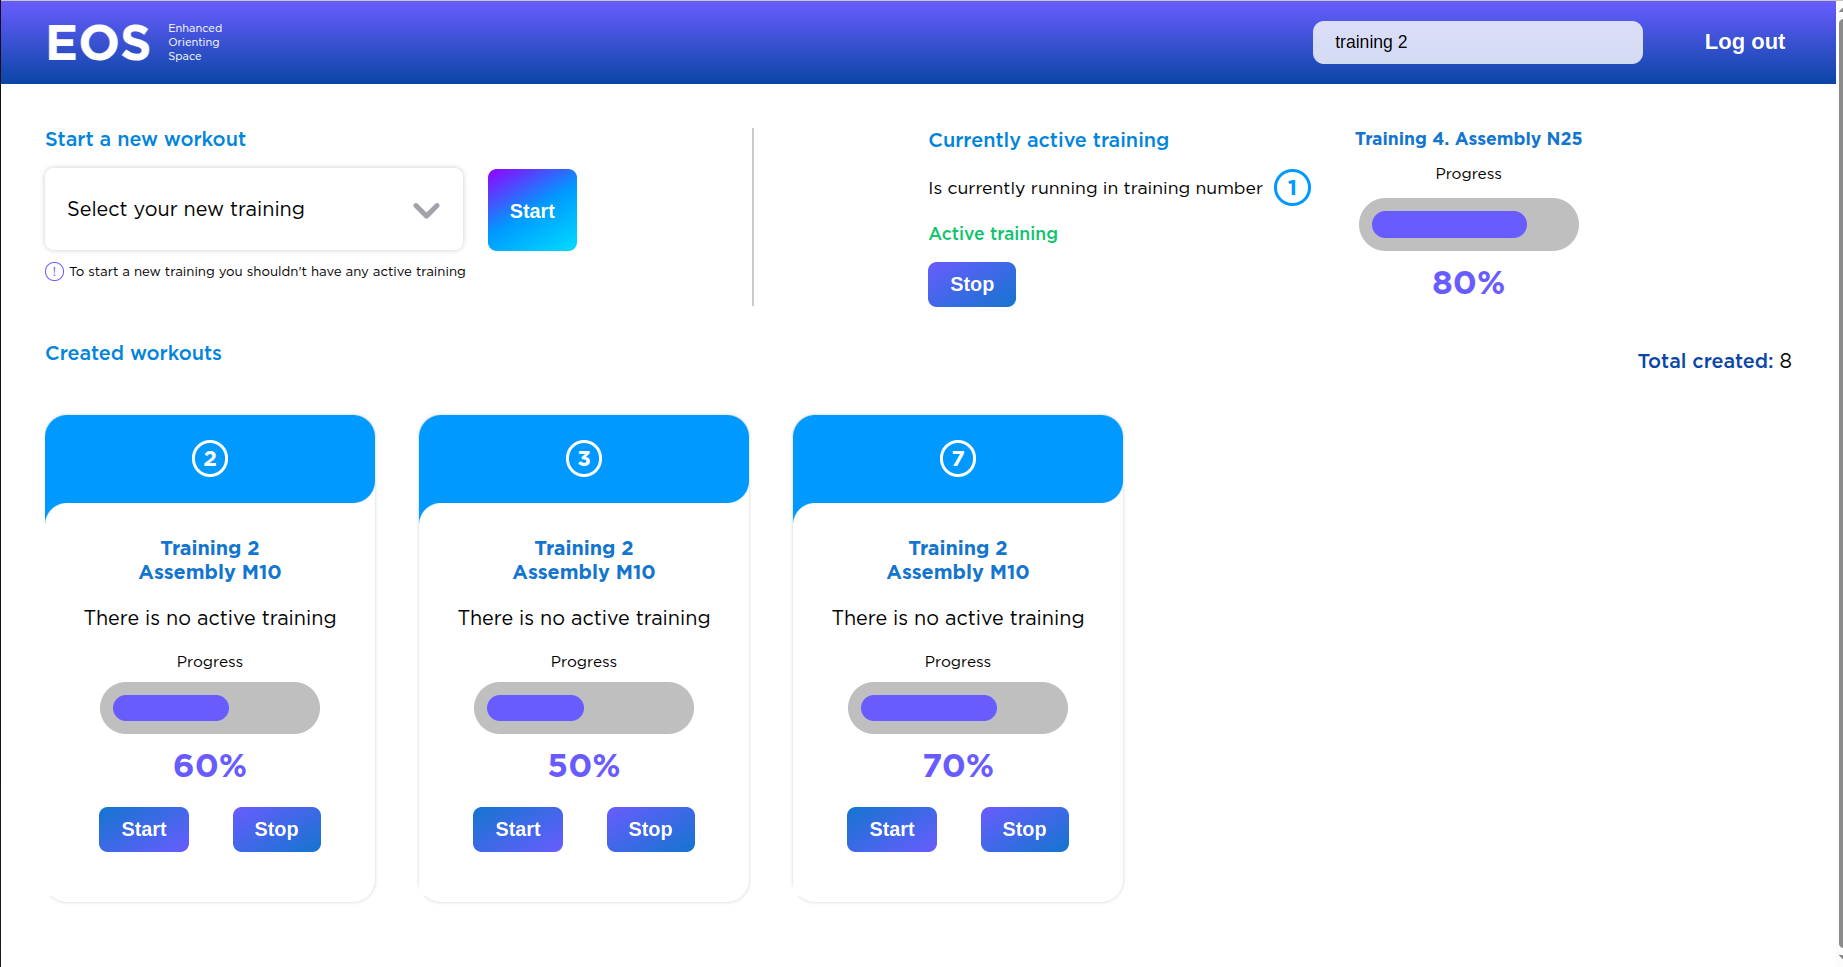 EOS
Enhanced
Orienting
Space
training 2
Log out
Start a new workout
Select your new training
Start
! To start a new training you shouldn't have any active training
Currently active training
Is currently running in training number 1
Active training
Stop
Training 4. Assembly N25
Progress
80%
Created workouts
Total created: 8
2
Training 2
Assembly M10
There is no active training
Progress
60%
Start Stop
3
Training 2
Assembly M10
There is no active training
Progress
50%
Start Stop
7
Training 2
Assembly M10
There is no active training
Progress
70%
Start Stop